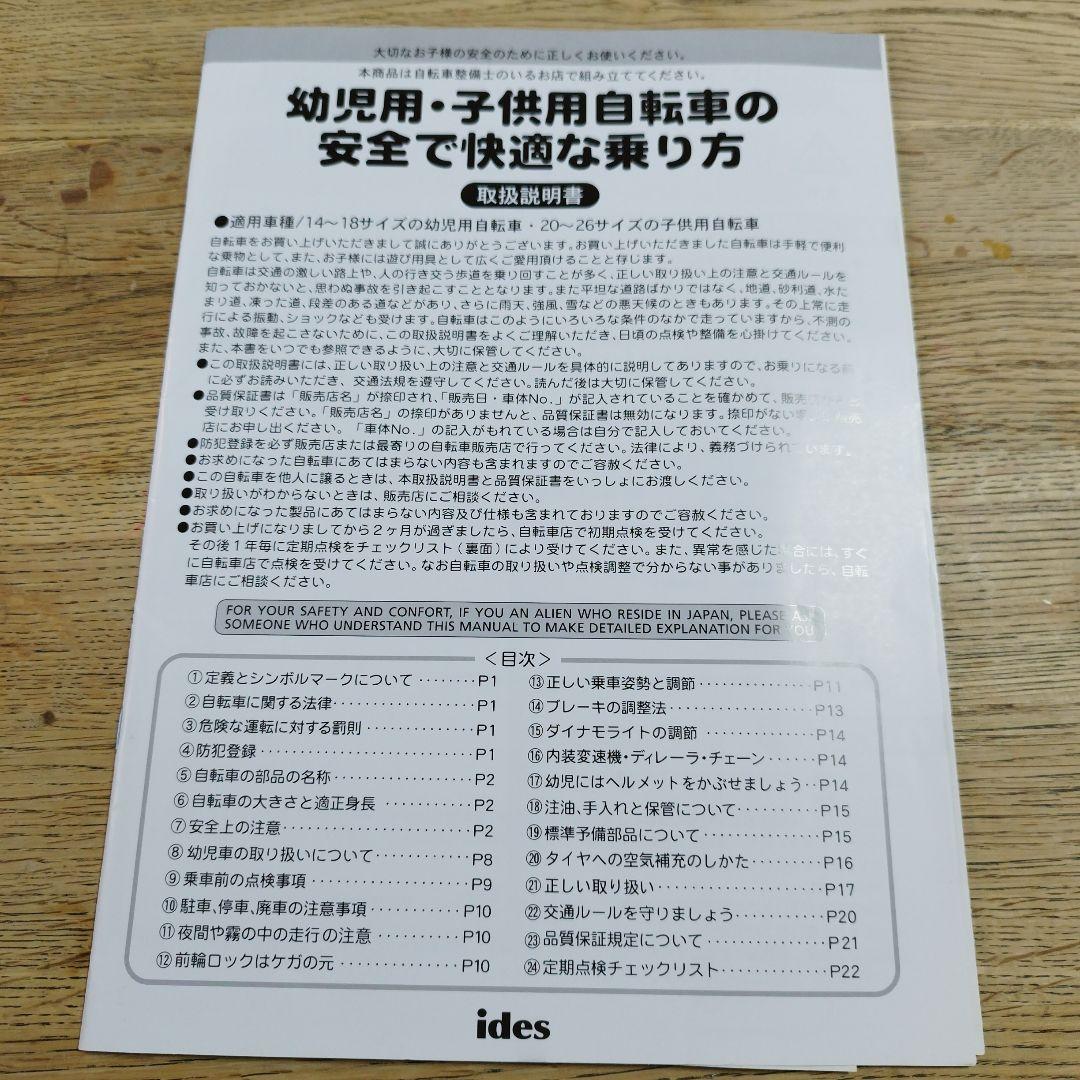 大切なお子様の安全のために正しくお使いください。
本商品は自転車整備士のいるお店で組み立ててください。
幼児用・子供用自転車の
安全で快適な乗り方
取扱説明書
●適用車種/14～18サイズの幼児用自転車・20～26サイズの子供用自転車
自転車をお買い上げいただきまして誠にありがとうございます。お買い上げいただきました自転車は手軽で便利
な乗物として、また、お子様には遊び用具として広くご愛用頂けることと存じます。
自転車は交通の激しい路上や、人の行き交う歩道を乗り回すことが多く、正しい取り扱い上の注意と交通ルールを
知っておかないと、思わぬ事故を引き起こすこととなります。また平坦な道路ばかりではなく、地道、砂利道、水た
まり道、凍った道、段差のある道などがあり、さらに雨天、強風、雪などの悪天候のときもあります。その上常に走
行による振動、ショックなども受けます。自転車はこのようにいろいろな条件のなかで走っていますから、不測の
事故、故障を起こさないために、この取扱説明書をよくご理解いただき、日頃の点検や整備を心掛けてください。
また、本書をいつでも参照できるように、大切に保管してください。
●この取扱説明書には、正しい取り扱い上の注意と交通ルールを具体的に説明してありますので、お乗りになる前
に必ずお読みいただき、交通法規を遵守してください。読んだ後は大切に保管してください。
●品質保証書は「販売店名」が捺印され、「販売日・車体No.」が記入されていることを確かめて、販売
受け取りください。「販売店名」の捺印がありませんと、品質保証書は無効になります。捺印がない 販売
店にお申し出ください。「車体No.」の記入がもれている場合は自分で記入しておいてください。
●防犯登録を必ず販売店または最寄りの自転車販売店で行ってください。法律により、義務づけられています。
●お求めになった自転車にあてはまらない内容も含まれますのでご容赦ください。
●この自転車を他人に譲るときは、本取扱説明書と品質保証書をいっしょにお渡しください。
●取り扱いがわからないときは、販売店にご相談ください。
●お求めになった製品にあてはまらない内容及び仕様も含まれておりますのでご容赦ください。
●お買い上げになりましてから2ヶ月が過ぎましたら、自転車店で初期点検を受けてください。
その後1年毎に定期点検をチェックリスト(裏面)により受けてください。また、異常を感じた場合には、すぐ
に自転車店で点検を受けてください。なお自転車の取り扱いや点検調整で分からない事がありましたら、自転
車店にご相談ください。
FOR YOUR SAFETY AND CONFORT, IF YOU AN ALIEN WHO RESIDE IN JAPAN, PLEASE ASK
SOMEONE WHO UNDERSTAND THIS MANUAL TO MAKE DETAILED EXPLANATION FOR YOU
＜目次＞
①定義とシンボルマークについて ········P1
②自転車に関する法律··················P1
③危険な運転に対する罰則 ·············P1
④防犯登録 ···························P1
⑤自転車の部品の名称·················P2
⑥自転車の大きさと適正身長 ···········P2
⑦安全上の注意························P2
⑧幼児車の取り扱いについて············P8
⑨乗車前の点検事項 ···················P9
⑩駐車、停車、廃車の注意事項···········P10
⑪夜間や霧の中の走行の注意 ···········P10
⑫前輪ロックはケガの元 ···············P10
⑬正しい乗車姿勢と調節 ···············P11
⑭ブレーキの調整法····················P13
⑮ダイナモライトの調節 ···············P14
⑯内装変速機・ディレーラ・チェーン······P14
⑰幼児にはヘルメットをかぶせましょう··P14
⑱注油、手入れと保管について···········P15
⑲標準予備部品について ···············P15
⑳タイヤへの空気補充のしかた·········P16
㉑正しい取り扱い······················P17
㉒交通ルールを守りましょう············P20
㉓品質保証規定について ···············P21
㉔定期点検チェックリスト·············P22
ides